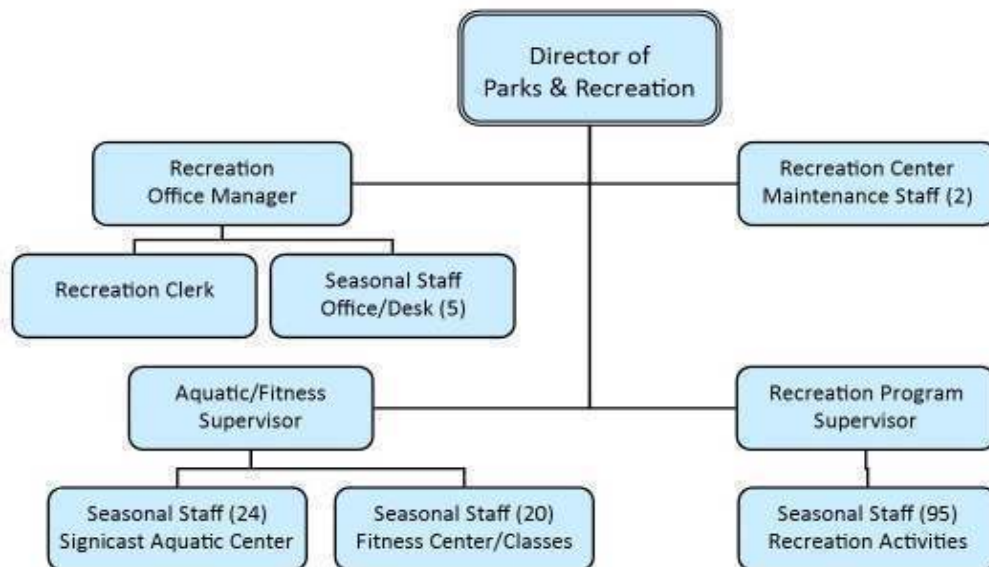 Director of
Parks & Recreation
Recreation
Office Manager
Recreation Center
Maintenance Staff (2)
Recreation Clerk
Seasonal Staff
Office/Desk (5)
Aquatic/Fitness
Supervisor
Recreation Program
Supervisor
Seasonal Staff (24)
Signicast Aquatic Center
Seasonal Staff (20)
Fitness Center/Classes
Seasonal Staff (95)
Recreation Activities